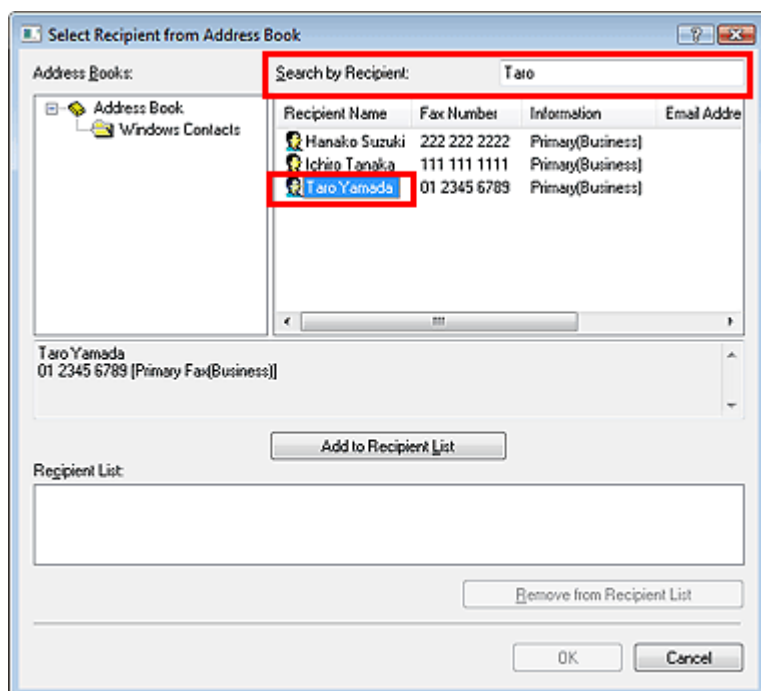 Select Recipient from Address Book
Address Books:
Search by Recipient: Taro
Address Book
Windows Contacts
Recipient Name Fax Number Information Email Addre
Hanako Suzuki 222 222 2222 Primary(Business)
Ichiro Tanaka 111 111 1111 Primary(Business)
Taro Yamada 01 2345 6789 Primary(Business)
Taro Yamada
01 2345 6789 [Primary Fax(Business)]
Add to Recipient List
Recipient List:
Remove from Recipient List
OK Cancel